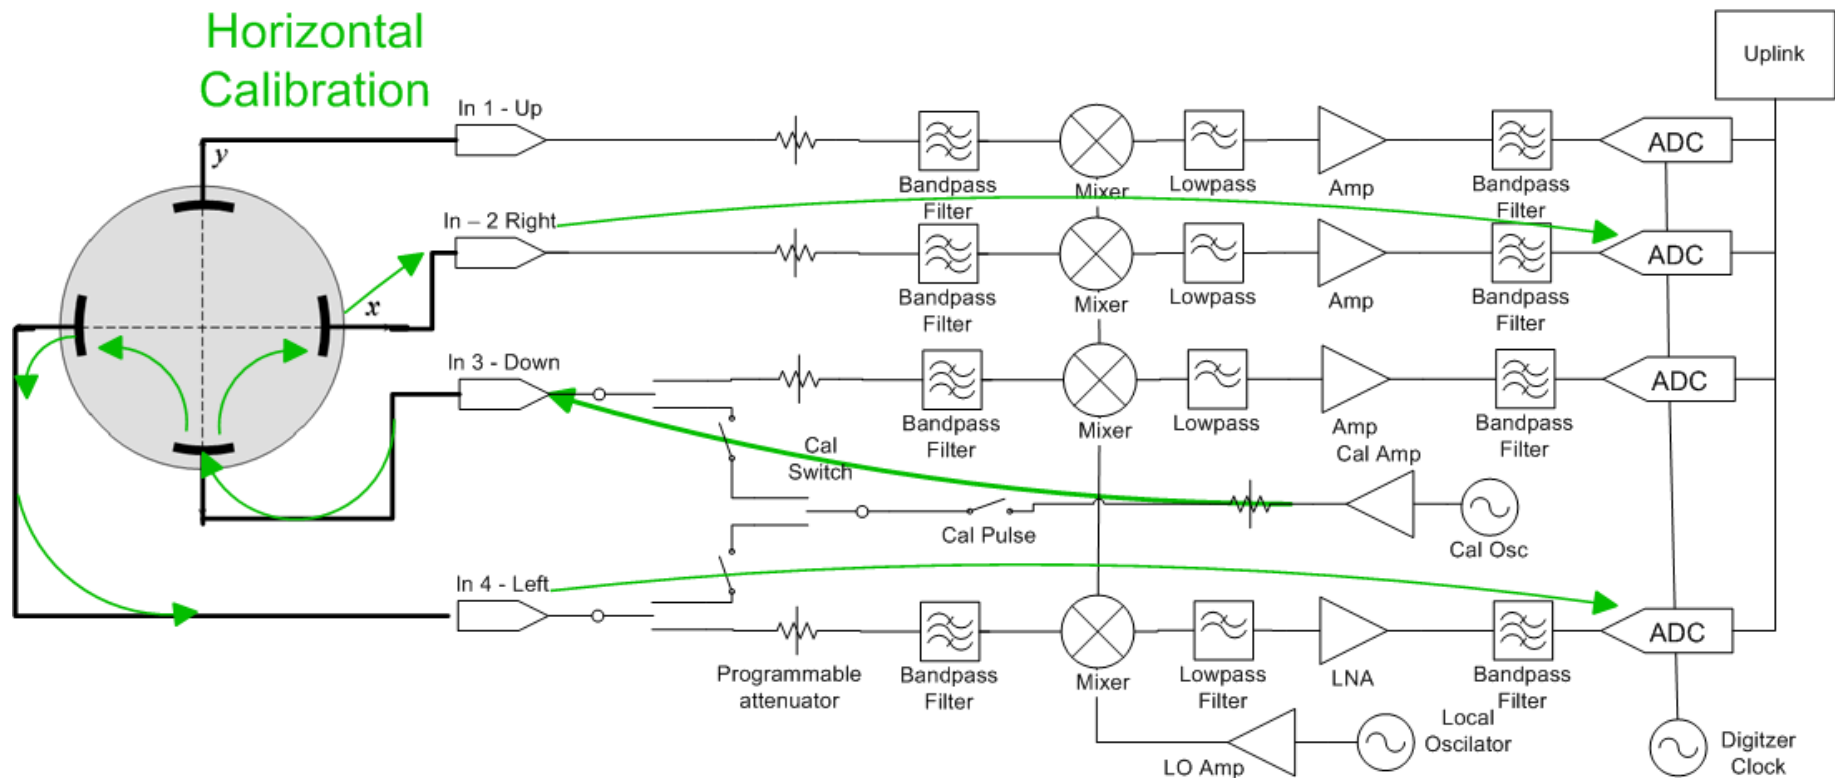 Horizontal
Calibration
Uplink
In 1 - Up
y
ADC
Bandpass
Filter
Mixer
Lowpass
Amp
Bandpass
Filter
In – 2 Right
x
ADC
Bandpass
Filter
Mixer
Lowpass
Amp
Bandpass
Filter
In 3 - Down
ADC
Bandpass
Filter
Mixer
Lowpass
Amp
Bandpass
Filter
Cal
Switch
Cal Amp
Cal Pulse
Cal Osc
In 4 - Left
ADC
Programmable
attenuator
Bandpass
Filter
Mixer
Lowpass
Filter
LNA
Bandpass
Filter
LO Amp
Local
Oscilator
Digitzer
Clock